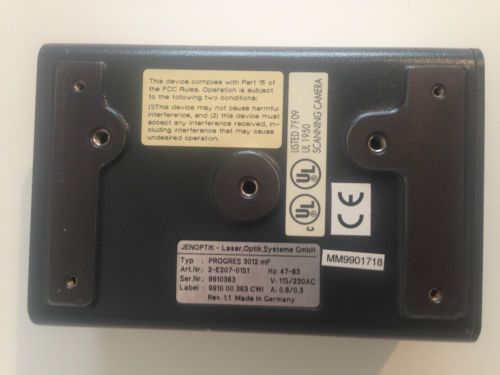 This device complies with Part 15 of
the FCC Rules. Operation is subject
to the following two conditions:
(1)This device may not cause harmful
interference, and (2) this device must
accept any interference received, in-
cluding interference that may cause
undesired operation.
LISTED 7F09
UL 1950
SCANNING CAMERA
UL
c UL
CE
MM9901718
JENOPTIK - Laser,Optik,Systeme GmbH
Typ : PROGRES 3012 mF
Art.Nr.: 2-E207-0151 Hz: 47-63
Ser.Nr.: 9910363 V: 115/230AC
Label : 9910 00 363 CWI A: 0.6/0.3
Rev. 1.1 Made in Germany